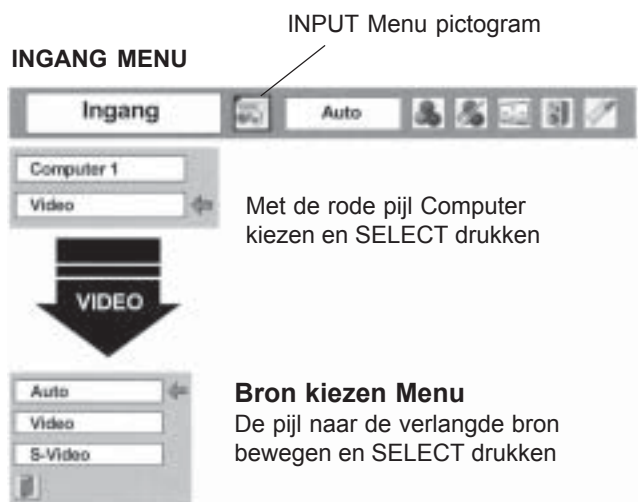 INPUT Menu pictogram
INGANG MENU
Ingang
Auto
Computer 1
Video
Met de rode pijl Computer
kiezen en SELECT drukken
VIDEO
Auto
Video
S-Video
Bron kiezen Menu
De pijl naar de verlangde bron
bewegen en SELECT drukken